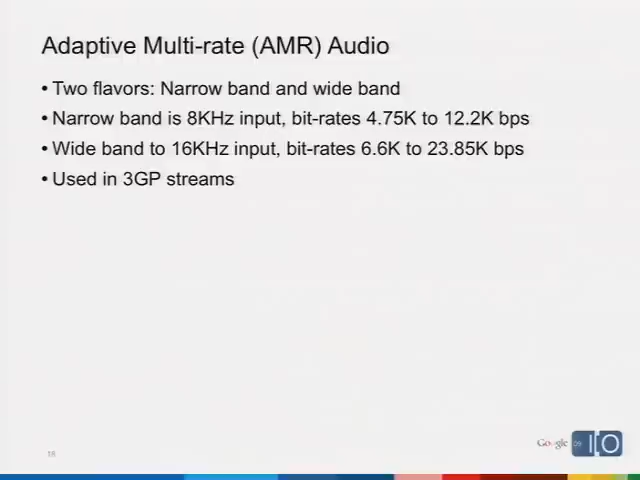 Adaptive Multi-rate (AMR) Audio
• Two flavors: Narrow band and wide band
• Narrow band is 8KHz input, bit-rates 4.75K to 12.2K bps
• Wide band to 16KHz input, bit-rates 6.6K to 23.85K bps
• Used in 3GP streams
Google 09 I/O